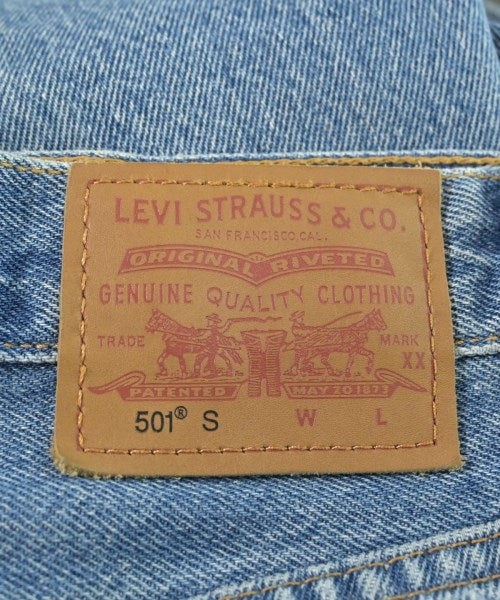 LEVI STRAUSS & CO.
SAN FRANCISCO, CAL.
ORIGINAL RIVETED
GENUINE QUALITY CLOTHING
TRADE MARK
XX
PATENTED MAY 20 1873
501® S W L